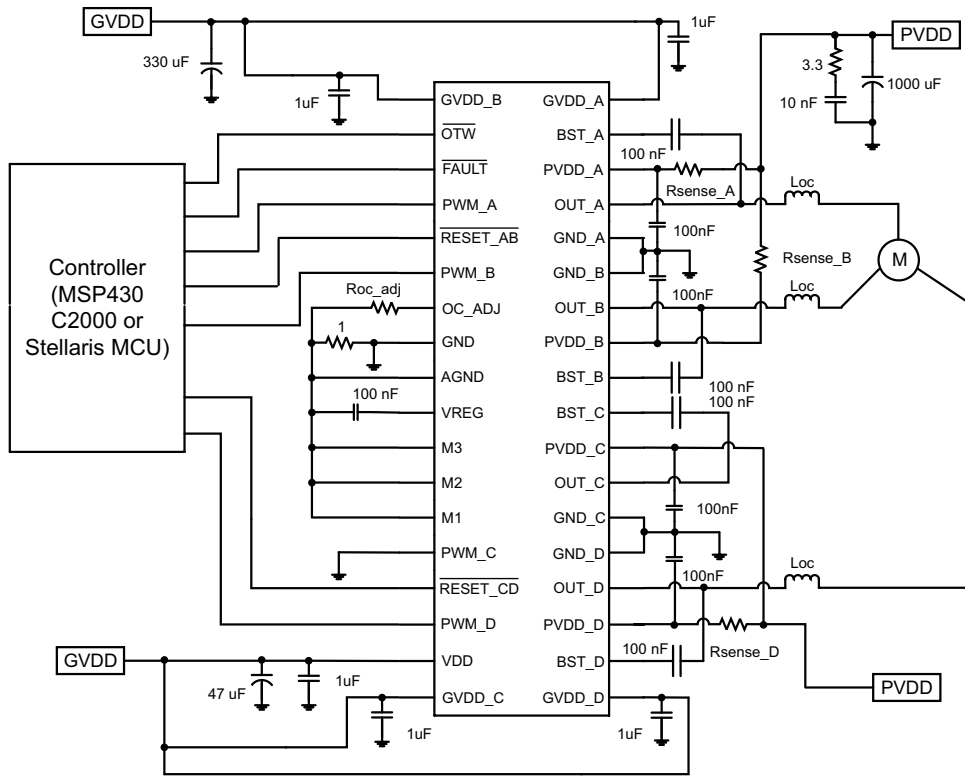 GVDD
330 uF
1uF
1uF
PVDD
3.3
10 nF
1000 uF
Controller
(MSP430
C2000 or
Stellaris MCU)
GVDD_B
OTW
FAULT
PWM_A
RESET_AB
PWM_B
Roc_adj
OC_ADJ
1
GND
AGND
100 nF
VREG
M3
M2
M1
PWM_C
RESET_CD
PWM_D
VDD
GVDD_C
GVDD_A
BST_A
PVDD_A
OUT_A
GND_A
GND_B
OUT_B
PVDD_B
BST_B
BST_C
PVDD_C
OUT_C
GND_C
GND_D
OUT_D
PVDD_D
BST_D
GVDD_D
100 nF
Rsense_A
Loc
100nF
M
Rsense_B
100nF
Loc
100 nF
100 nF
100nF
100nF
Loc
100 nF
Rsense_D
PVDD
GVDD
47 uF
1uF
1uF
1uF